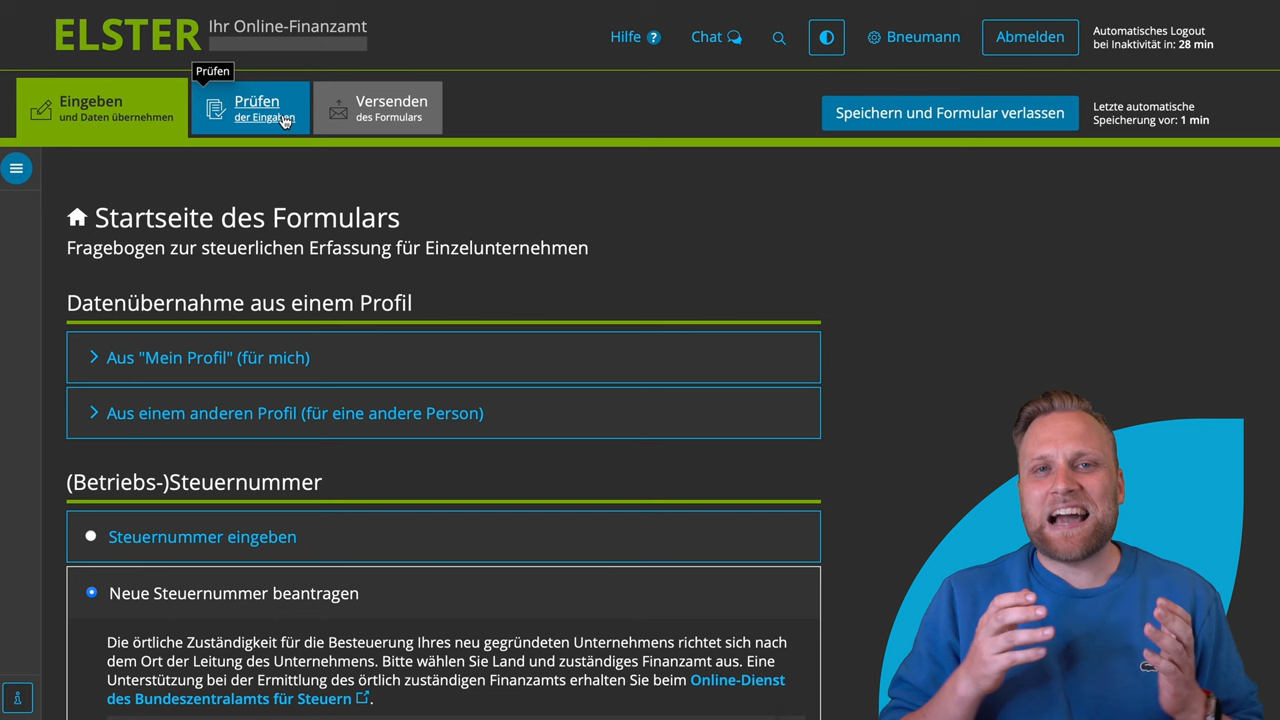 ELSTER
Ihr Online-Finanzamt
Hilfe ?
Chat
Bneumann
Abmelden
Automatisches Logout
bei Inaktivität in: 28 min
Prüfen
Eingeben
und Daten übernehmen
Prüfen
der Eingaben
Versenden
des Formulars
Speichern und Formular verlassen
Letzte automatische
Speicherung vor: 1 min
Startseite des Formulars
Fragebogen zur steuerlichen Erfassung für Einzelunternehmen
Datenübernahme aus einem Profil
Aus "Mein Profil" (für mich)
Aus einem anderen Profil (für eine andere Person)
(Betriebs-)Steuernummer
Steuernummer eingeben
Neue Steuernummer beantragen
Die örtliche Zuständigkeit für die Besteuerung Ihres neu gegründeten Unternehmens richtet sich nach
dem Ort der Leitung des Unternehmens. Bitte wählen Sie Land und zuständiges Finanzamt aus. Eine
Unterstützung bei der Ermittlung des örtlich zuständigen Finanzamts erhalten Sie beim Online-Dienst
des Bundeszentralamts für Steuern.